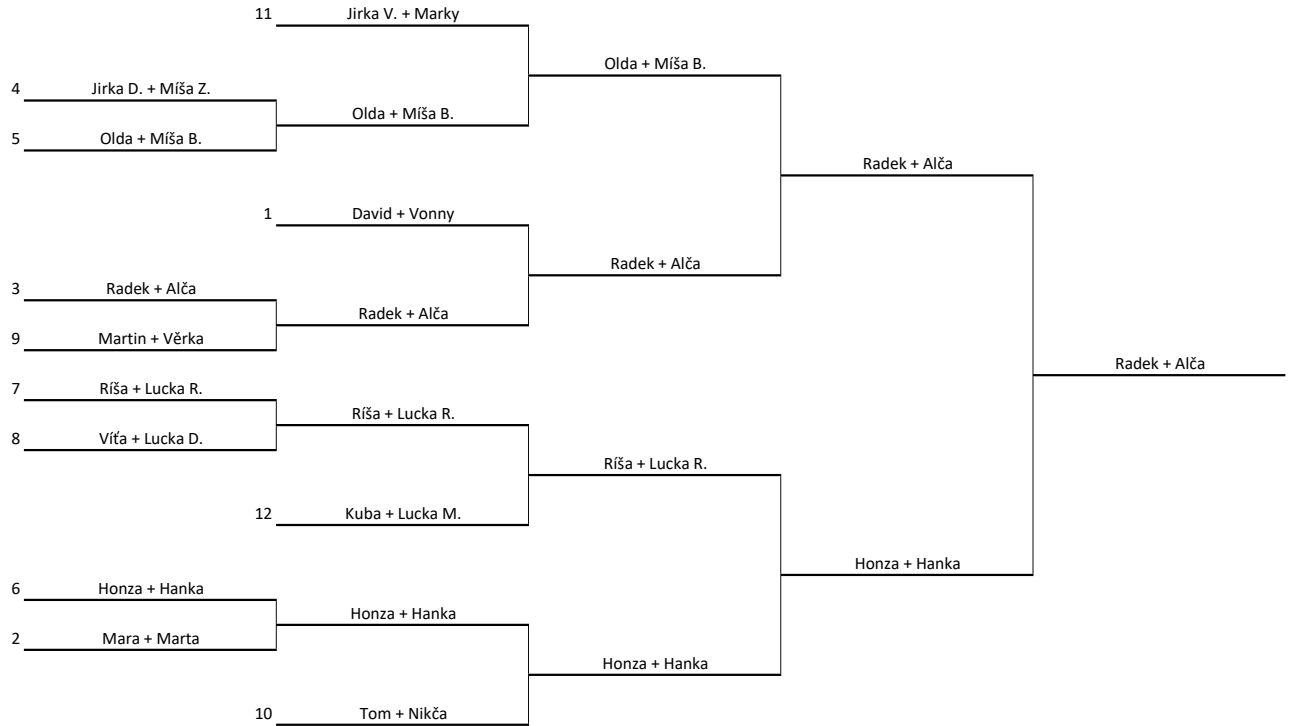 11 Jirka V. + Marky
Olda + Míša B.
4 Jirka D. + Míša Z.
Olda + Míša B.
5 Olda + Míša B.
Radek + Alča
1 David + Vonny
Radek + Alča
3 Radek + Alča
Radek + Alča
9 Martin + Věrka
Radek + Alča
7 Ríša + Lucka R.
Ríša + Lucka R.
8 Víťa + Lucka D.
Ríša + Lucka R.
12 Kuba + Lucka M.
Honza + Hanka
6 Honza + Hanka
Honza + Hanka
2 Mara + Marta
Honza + Hanka
10 Tom + Nikča